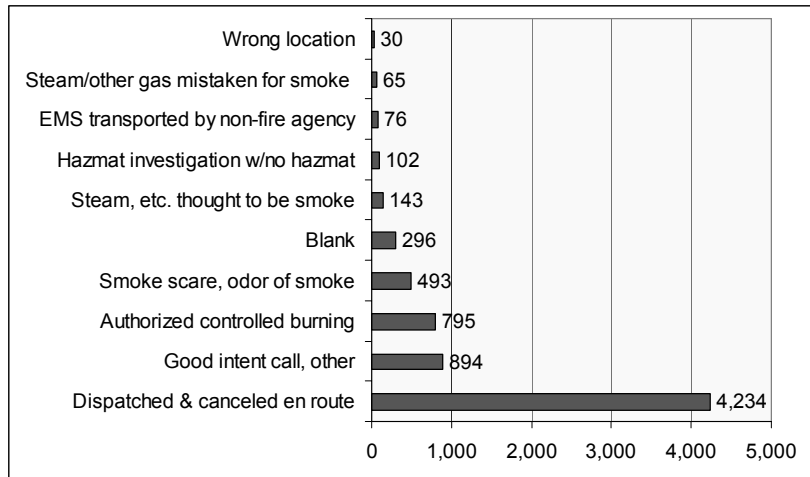 Wrong location 30
Steam/other gas mistaken for smoke 65
EMS transported by non-fire agency 76
Hazmat investigation w/no hazmat 102
Steam, etc. thought to be smoke 143
Blank 296
Smoke scare, odor of smoke 493
Authorized controlled burning 795
Good intent call, other 894
Dispatched & canceled en route 4,234
0 1,000 2,000 3,000 4,000 5,000